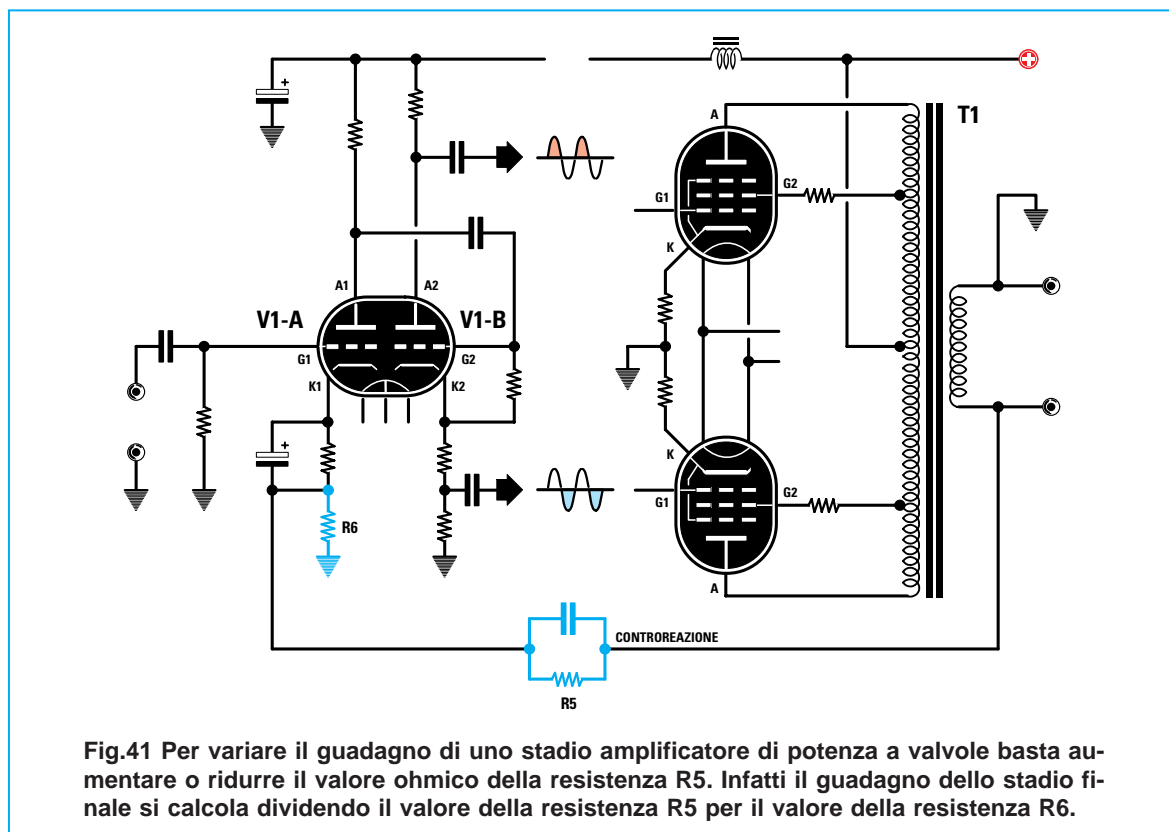 +
A
T1
G1
G2
K
A1
A2
V1-A
V1-B
G1
G2
K1
K2
+
K
G1
G2
R6
A
CONTROREAZIONE
R5
Fig.41 Per variare il guadagno di uno stadio amplificatore di potenza a valvole basta au-
mentare o ridurre il valore ohmico della resistenza R5. Infatti il guadagno dello stadio fi-
nale si calcola dividendo il valore della resistenza R5 per il valore della resistenza R6.